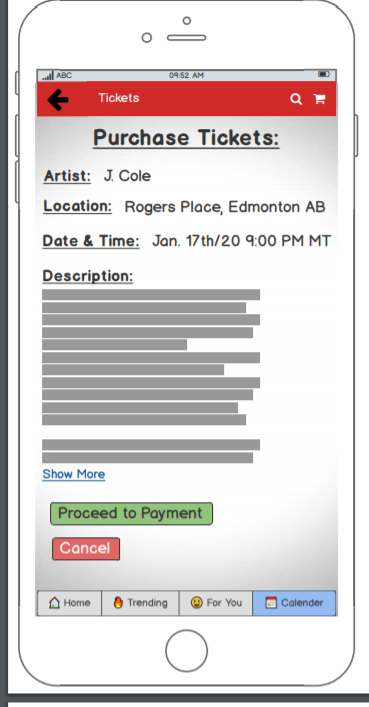 ABC 09:52 AM
Tickets
Purchase Tickets:
Artist: J. Cole
Location: Rogers Place, Edmonton AB
Date & Time: Jan. 17th/20 9:00 PM MT
Description:
Show More
Proceed to Payment
Cancel
Home Trending For You Calender